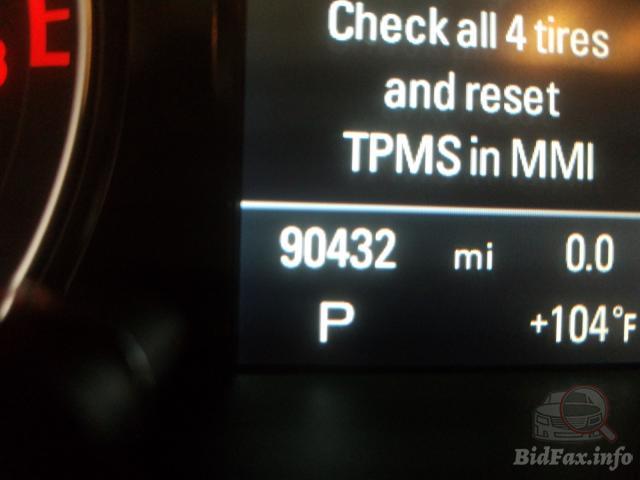 E
Check all 4 tires
and reset
TPMS in MMI
90432 mi 0.0
P +104°F
BidFax.info